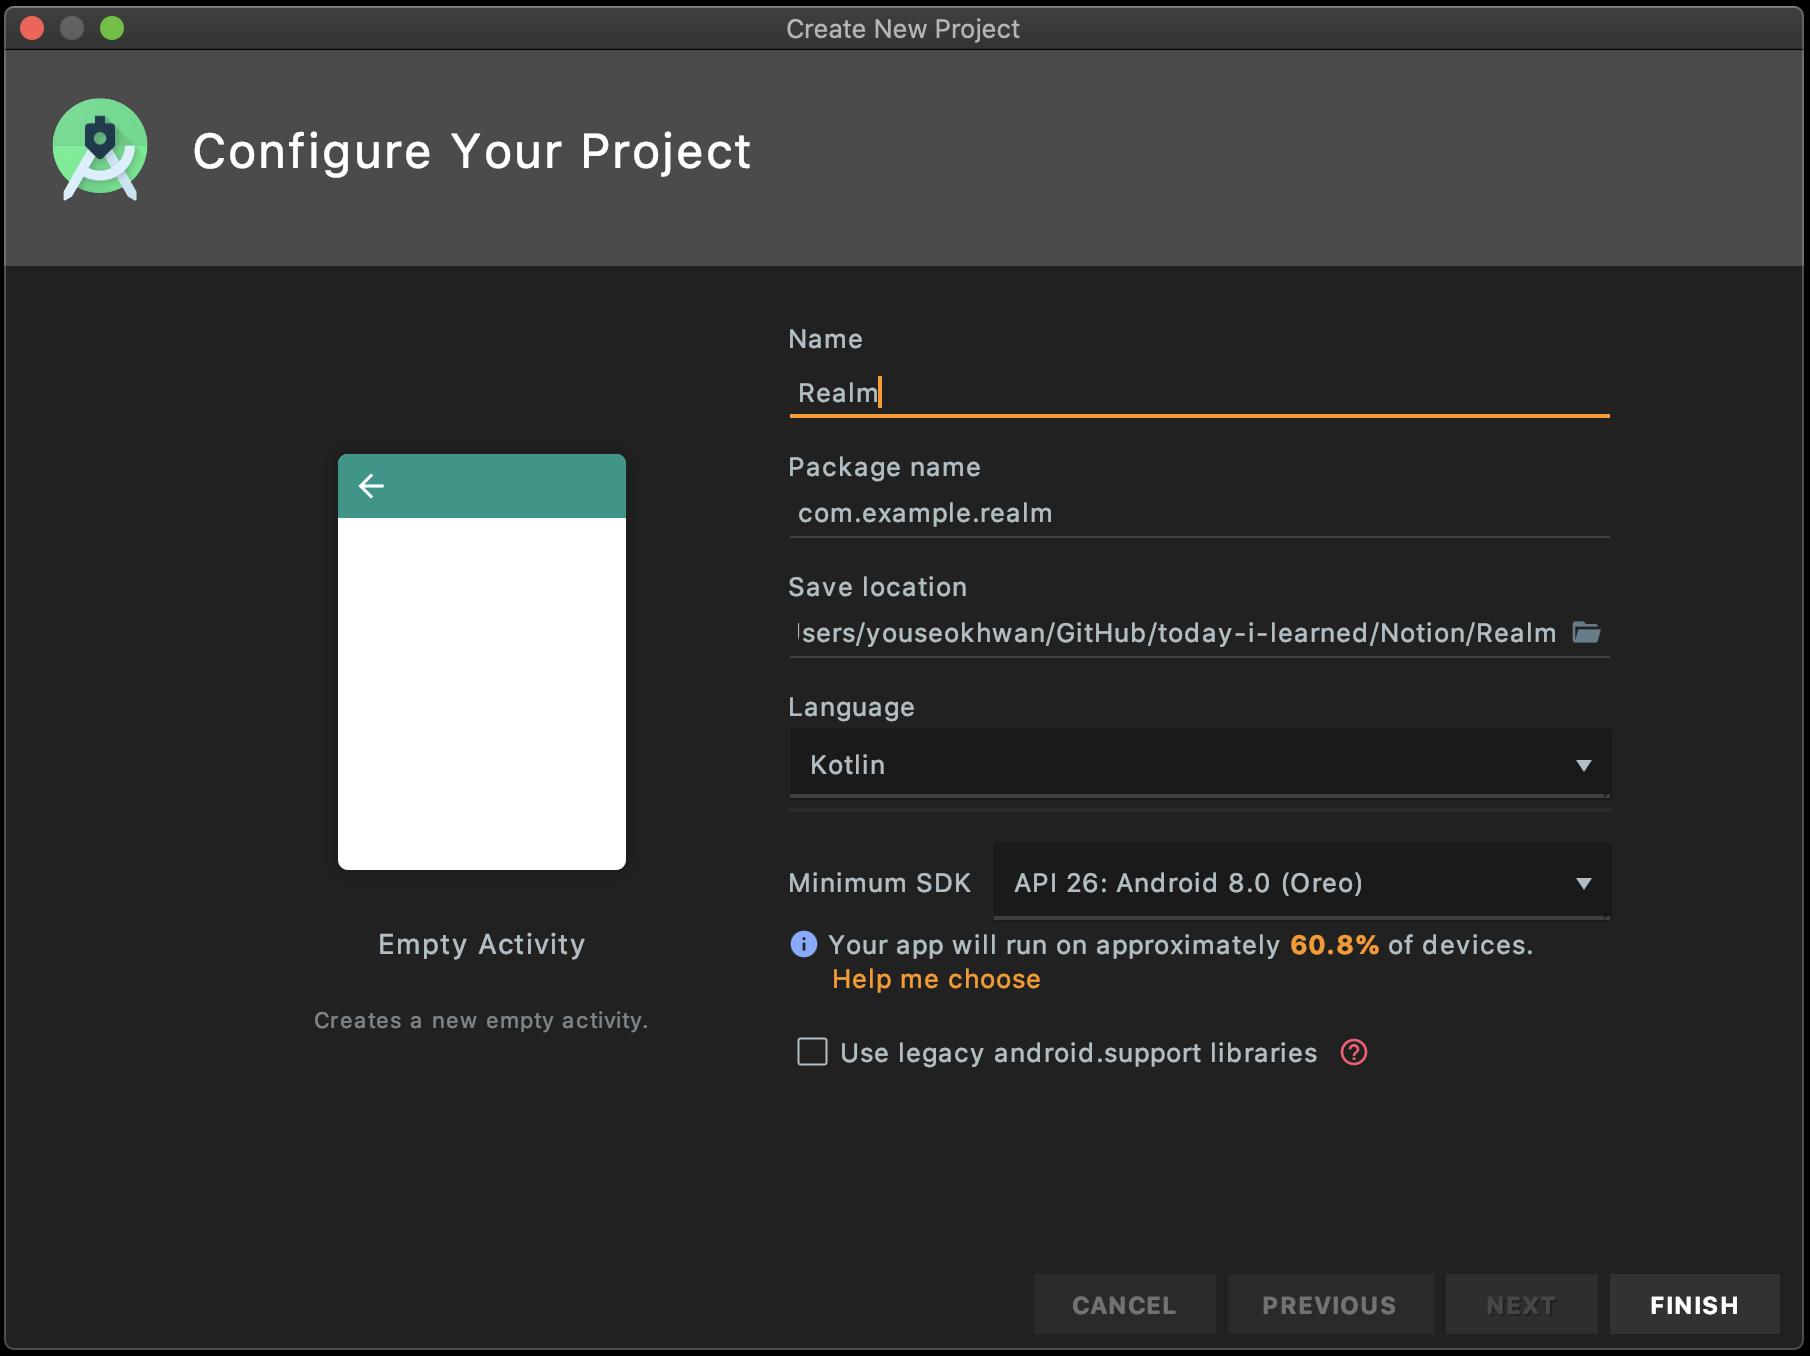 Create New Project
Configure Your Project
Name
Realm
Package name
com.example.realm
Save location
sers/youseokhwan/GitHub/today-i-learned/Notion/Realm
Language
Kotlin
Minimum SDK
API 26: Android 8.0 (Oreo)
Your app will run on approximately 60.8% of devices.
Help me choose
Use legacy android.support libraries
Empty Activity
Creates a new empty activity.
CANCEL
PREVIOUS
NEXT
FINISH